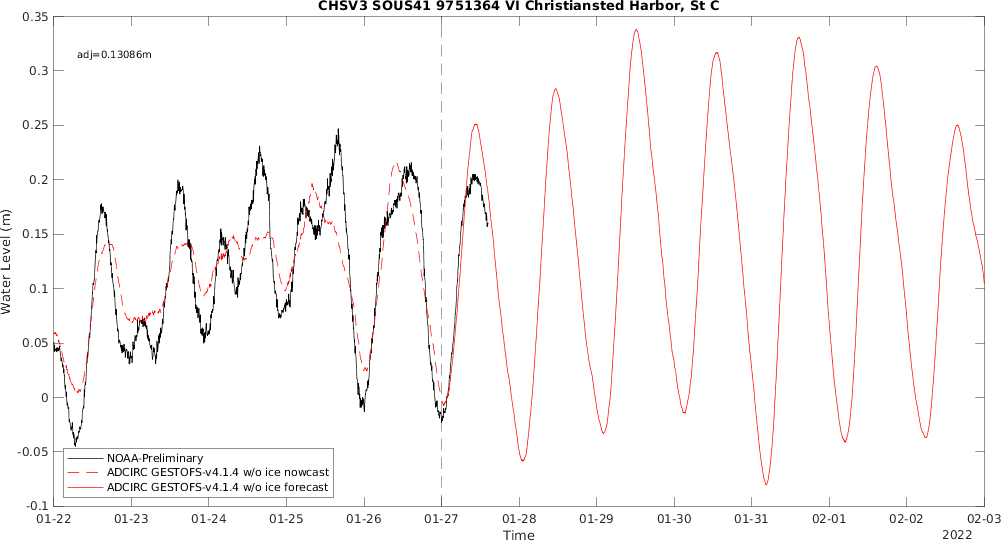 CHSV3 SOUS41 9751364 VI Christiansted Harbor, St C
adj=0.13086m
Water Level (m)
0.35
0.3
0.25
0.2
0.15
0.1
0.05
0
-0.05
-0.1
NOAA-Preliminary
ADCIRC GESTOFS-v4.1.4 w/o ice nowcast
ADCIRC GESTOFS-v4.1.4 w/o ice forecast
01-22 01-23 01-24 01-25 01-26 01-27 01-28 01-29 01-30 01-31 02-01 02-02 02-03
Time
2022